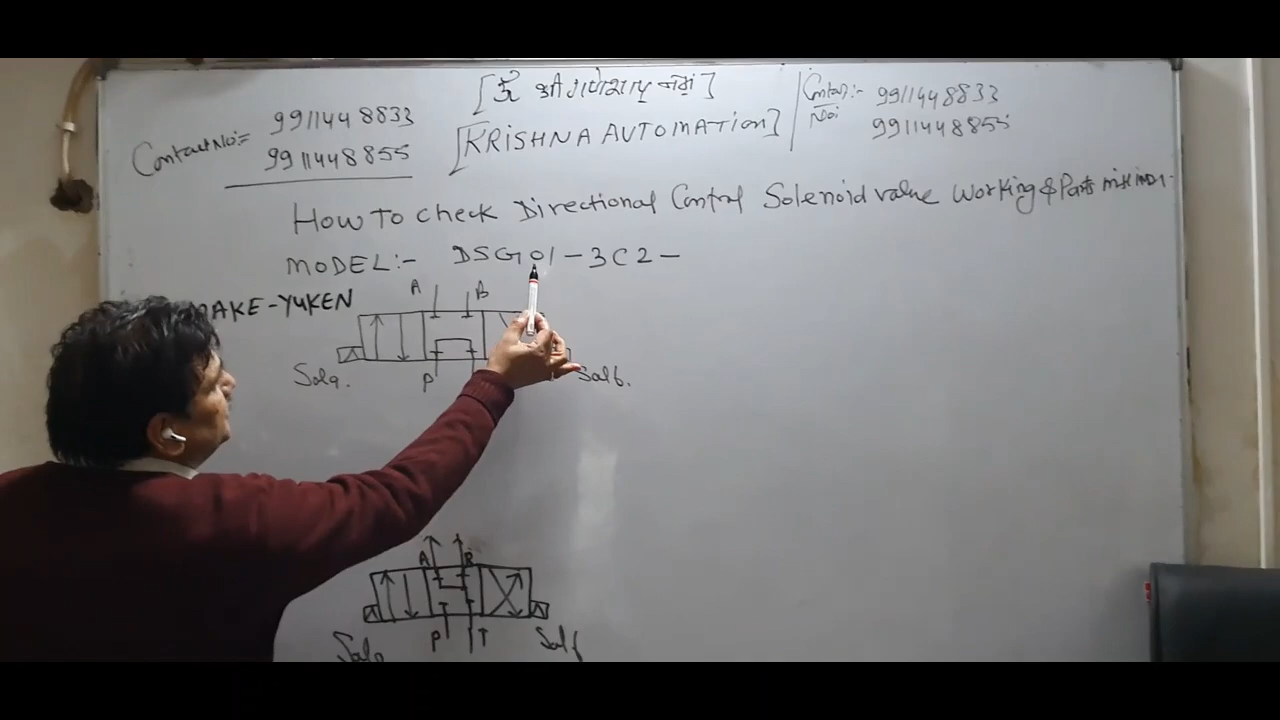 [ॐ श्री गणेशाय नमः]
[KRISHNA AUTOMATION]
Contact No:- 9911448833
9911448855
Contact:- 9911448833
No: 9911448855
How To Check Directional Control Solenoid valve Working & Parts
MODEL:- DSG01-3C2-
MAKE-YUKEN
A B
Sola. P Solb.
A B
P T